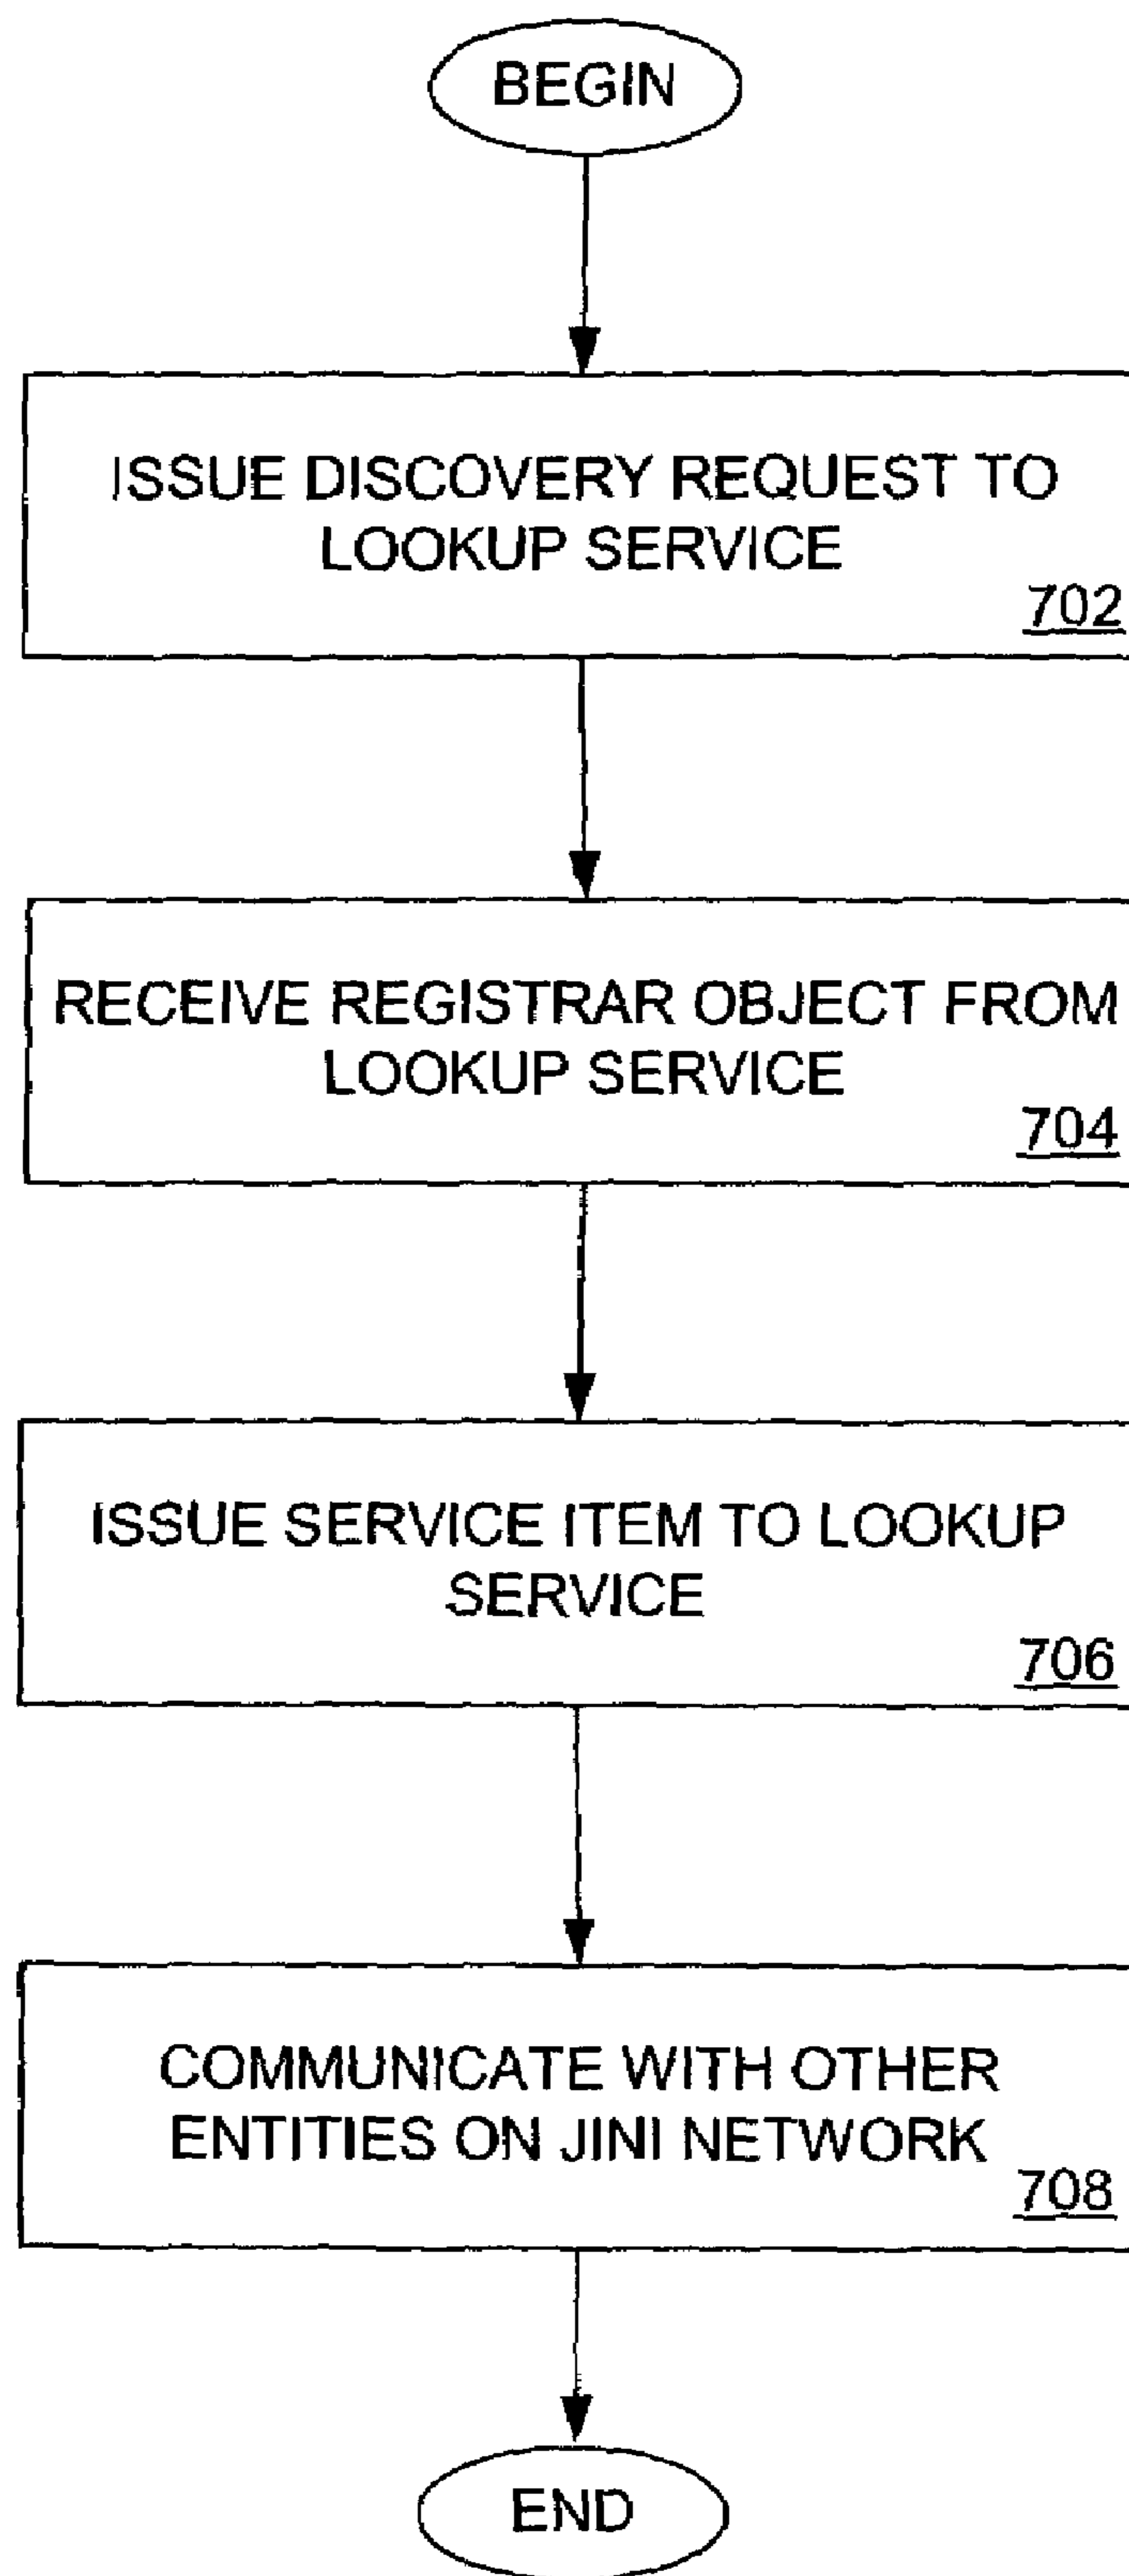 BEGIN
ISSUE DISCOVERY REQUEST TO
LOOKUP SERVICE
702
RECEIVE REGISTRAR OBJECT FROM
LOOKUP SERVICE
704
ISSUE SERVICE ITEM TO LOOKUP
SERVICE
706
COMMUNICATE WITH OTHER
ENTITIES ON JINI NETWORK
708
END